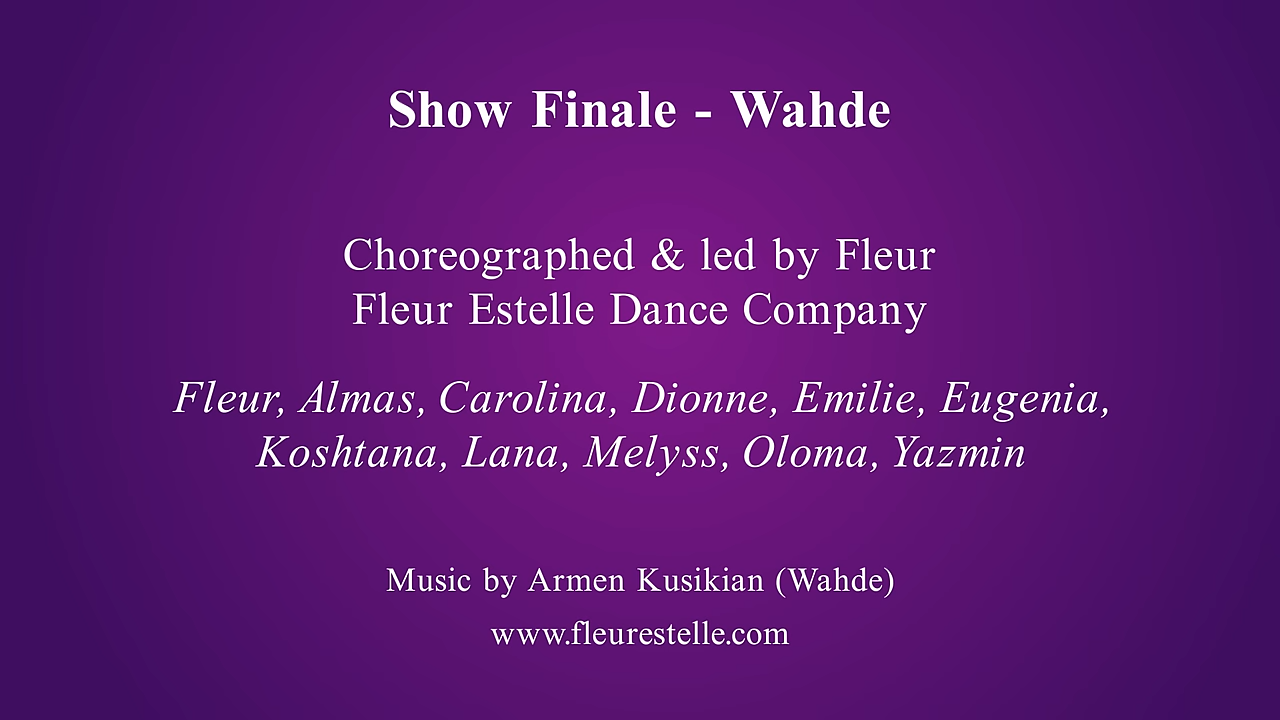 Show Finale - Wahde
Choreographed & led by Fleur
Fleur Estelle Dance Company
Fleur, Almas, Carolina, Dionne, Emilie, Eugenia,
Koshtana, Lana, Melyss, Oloma, Yazmin
Music by Armen Kusikian (Wahde)
www.fleurestelle.com